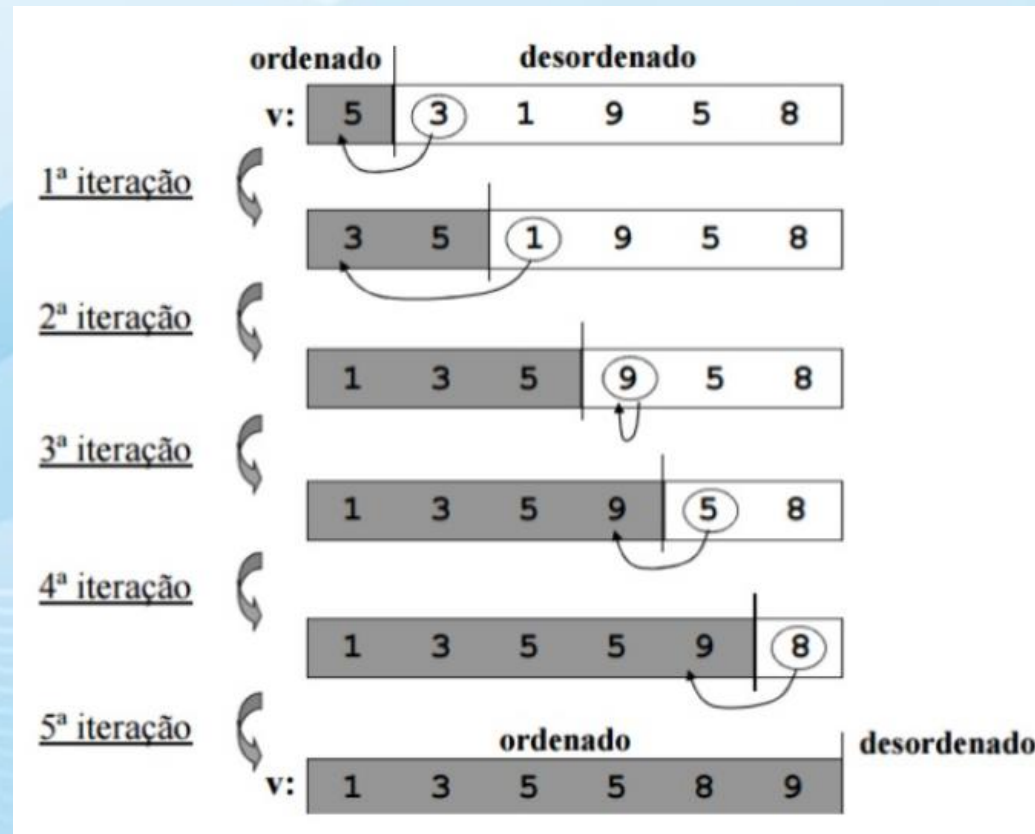 ordenado desordenado
v: 5 3 1 9 5 8
1ª iteração
3 5 1 9 5 8
2ª iteração
1 3 5 9 5 8
3ª iteração
1 3 5 9 5 8
4ª iteração
1 3 5 5 9 8
5ª iteração
ordenado desordenado
v: 1 3 5 5 8 9